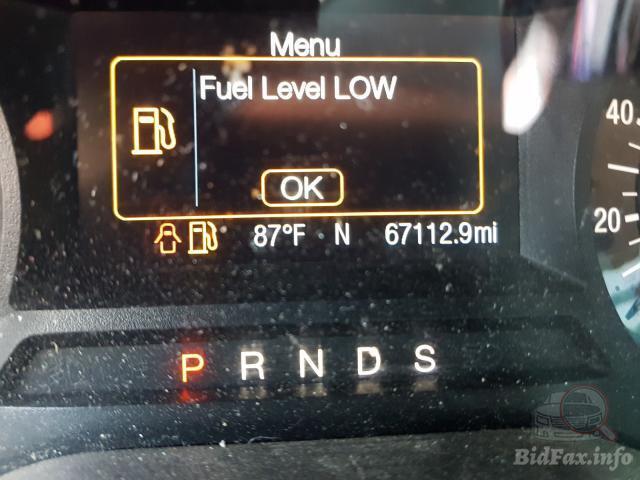 Menu
Fuel Level LOW
OK
87°F N 67112.9mi
40
20
P R N D S
BidFax.info